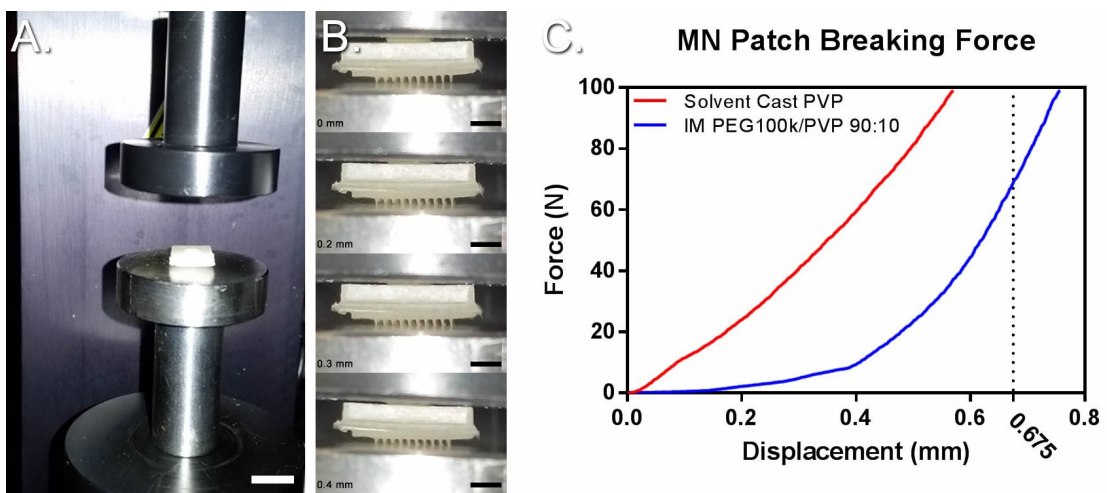 A.
B.
0 mm
0.2 mm
0.3 mm
0.4 mm
C.
MN Patch Breaking Force
Solvent Cast PVP
IM PEG100k/PVP 90:10
Force (N)
100
80
60
40
20
0
0.0
0.2
0.4
0.6
0.675
0.8
Displacement (mm)